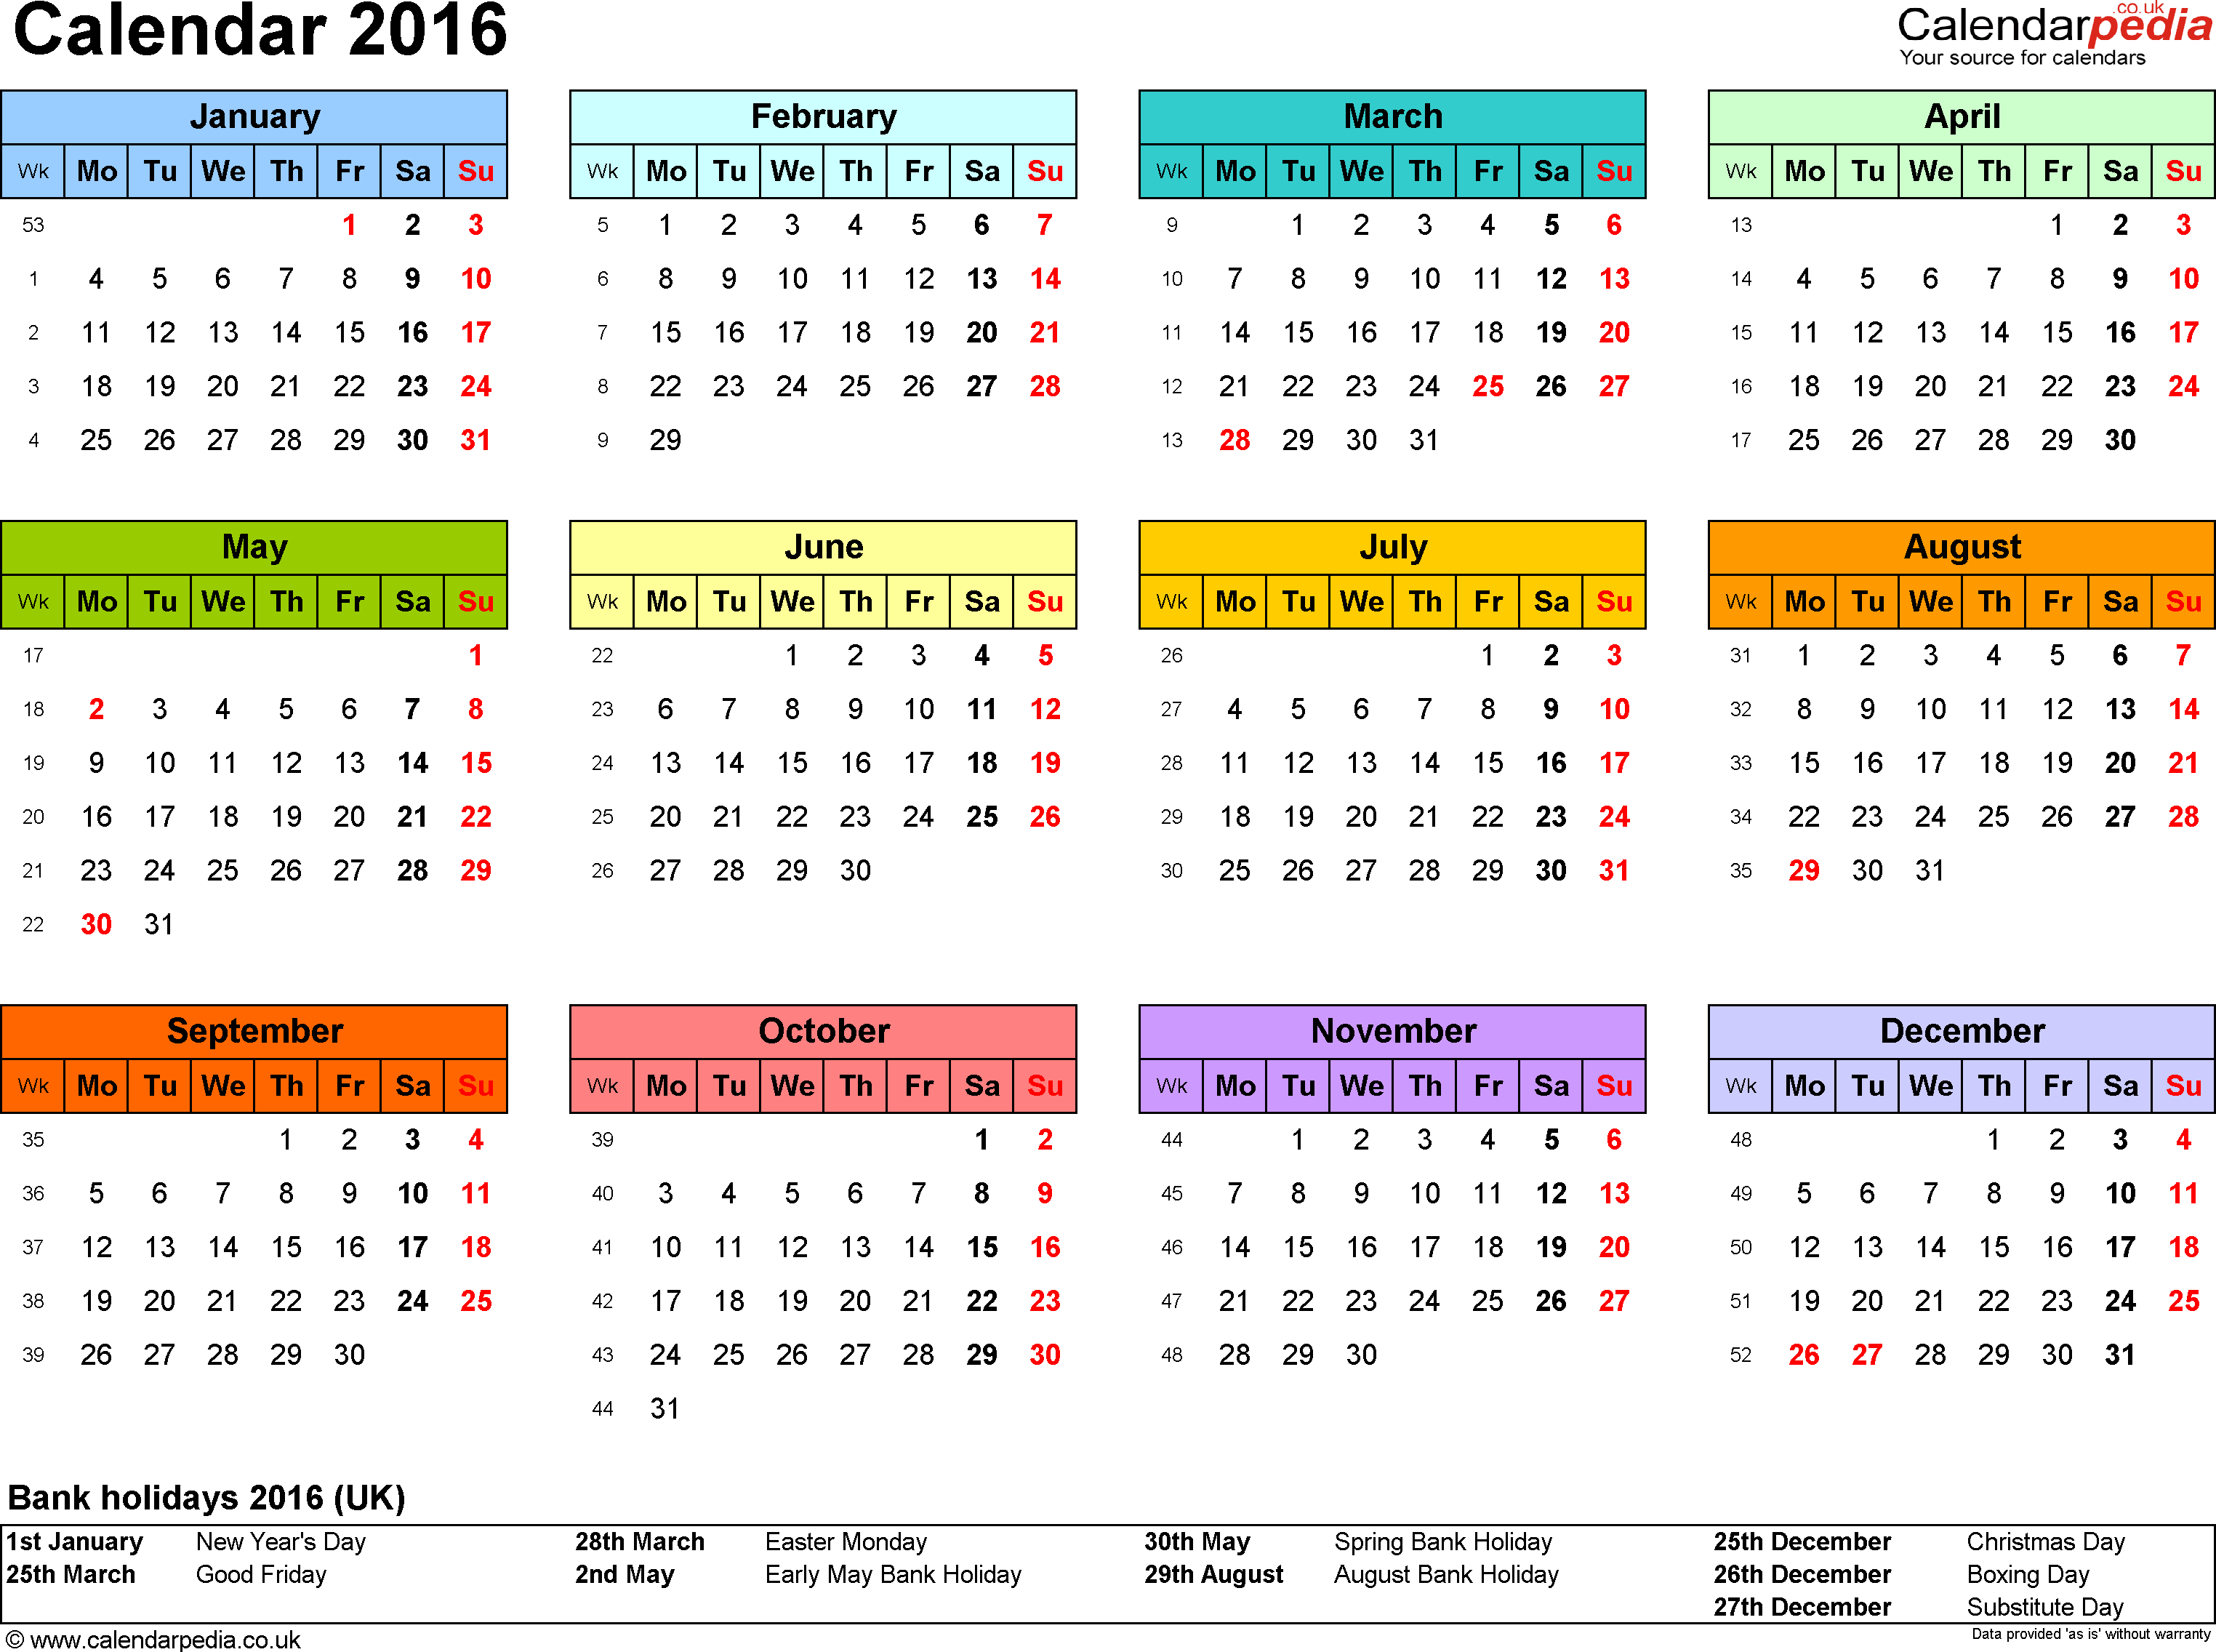 Calendar 2016
Calendarpedia.co.uk
Your source for calendars
January
Wk Mo Tu We Th Fr Sa Su
53 1 2 3
1 4 5 6 7 8 9 10
2 11 12 13 14 15 16 17
3 18 19 20 21 22 23 24
4 25 26 27 28 29 30 31
February
Wk Mo Tu We Th Fr Sa Su
5 1 2 3 4 5 6 7
6 8 9 10 11 12 13 14
7 15 16 17 18 19 20 21
8 22 23 24 25 26 27 28
9 29
March
Wk Mo Tu We Th Fr Sa Su
9 1 2 3 4 5 6
10 7 8 9 10 11 12 13
11 14 15 16 17 18 19 20
12 21 22 23 24 25 26 27
13 28 29 30 31
April
Wk Mo Tu We Th Fr Sa Su
13 1 2 3
14 4 5 6 7 8 9 10
15 11 12 13 14 15 16 17
16 18 19 20 21 22 23 24
17 25 26 27 28 29 30
May
Wk Mo Tu We Th Fr Sa Su
17 1
18 2 3 4 5 6 7 8
19 9 10 11 12 13 14 15
20 16 17 18 19 20 21 22
21 23 24 25 26 27 28 29
22 30 31
June
Wk Mo Tu We Th Fr Sa Su
22 1 2 3 4 5
23 6 7 8 9 10 11 12
24 13 14 15 16 17 18 19
25 20 21 22 23 24 25 26
26 27 28 29 30
July
Wk Mo Tu We Th Fr Sa Su
26 1 2 3
27 4 5 6 7 8 9 10
28 11 12 13 14 15 16 17
29 18 19 20 21 22 23 24
30 25 26 27 28 29 30 31
August
Wk Mo Tu We Th Fr Sa Su
31 1 2 3 4 5 6 7
32 8 9 10 11 12 13 14
33 15 16 17 18 19 20 21
34 22 23 24 25 26 27 28
35 29 30 31
September
Wk Mo Tu We Th Fr Sa Su
35 1 2 3 4
36 5 6 7 8 9 10 11
37 12 13 14 15 16 17 18
38 19 20 21 22 23 24 25
39 26 27 28 29 30
October
Wk Mo Tu We Th Fr Sa Su
39 1 2
40 3 4 5 6 7 8 9
41 10 11 12 13 14 15 16
42 17 18 19 20 21 22 23
43 24 25 26 27 28 29 30
44 31
November
Wk Mo Tu We Th Fr Sa Su
44 1 2 3 4 5 6
45 7 8 9 10 11 12 13
46 14 15 16 17 18 19 20
47 21 22 23 24 25 26 27
48 28 29 30
December
Wk Mo Tu We Th Fr Sa Su
48 1 2 3 4
49 5 6 7 8 9 10 11
50 12 13 14 15 16 17 18
51 19 20 21 22 23 24 25
52 26 27 28 29 30 31
Bank holidays 2016 (UK)
1st January New Year's Day 28th March Easter Monday 30th May Spring Bank Holiday 25th December Christmas Day
25th March Good Friday 2nd May Early May Bank Holiday 29th August August Bank Holiday 26th December Boxing Day
27th December Substitute Day
© www.calendarpedia.co.uk Data provided 'as is' without warranty